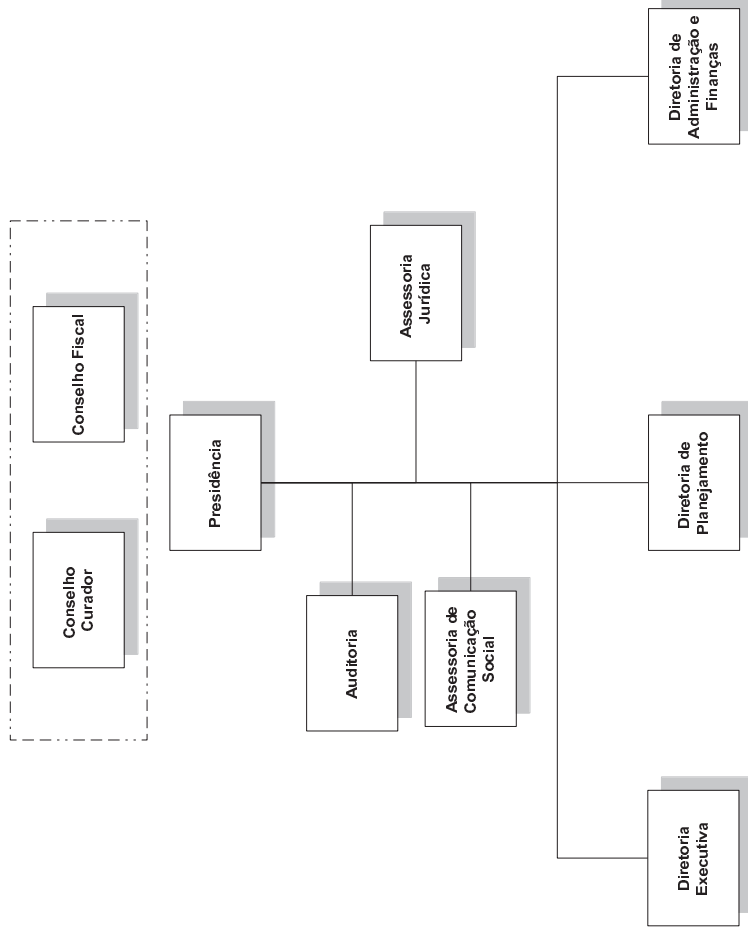 Conselho
Curador
Conselho Fiscal
Presidência
Auditoria
Assessoria
Jurídica
Assessoria de
Comunicação
Social
Diretoria
Executiva
Diretoria de
Planejamento
Diretoria de
Administração e
Finanças